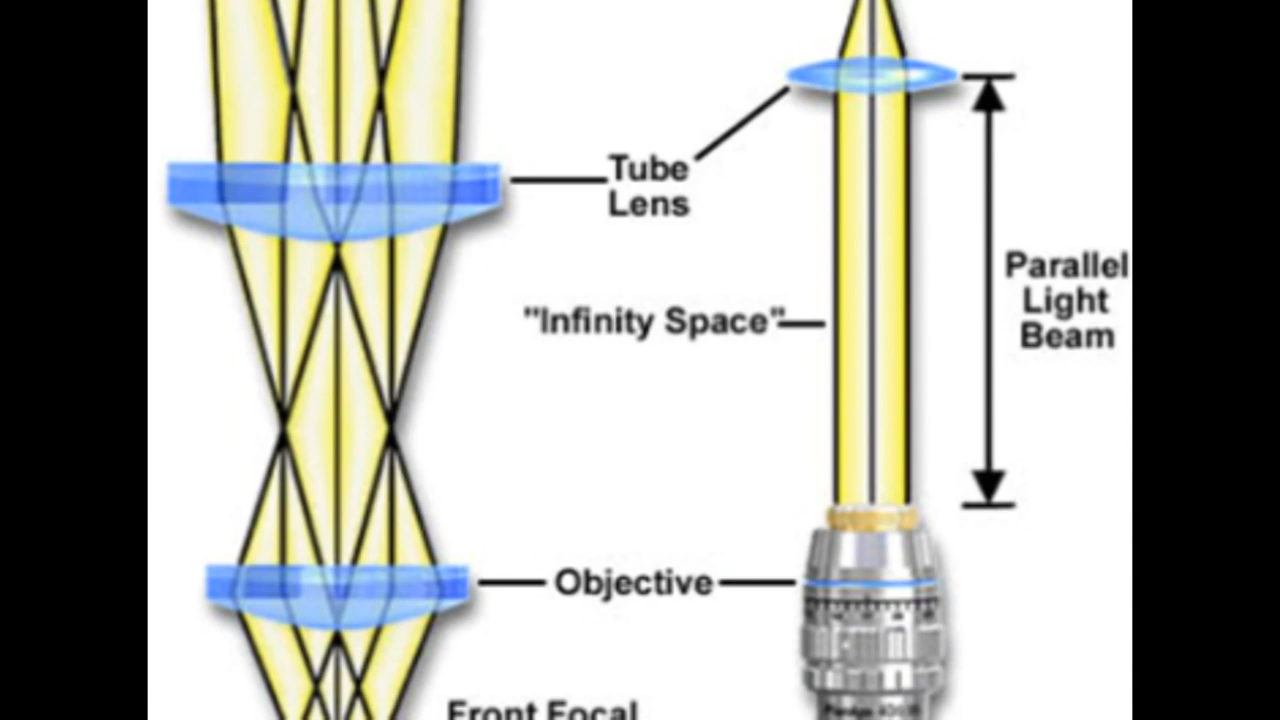 Tube
Lens
Parallel
"Infinity Space"
Light
Beam
Objective
Front Focal